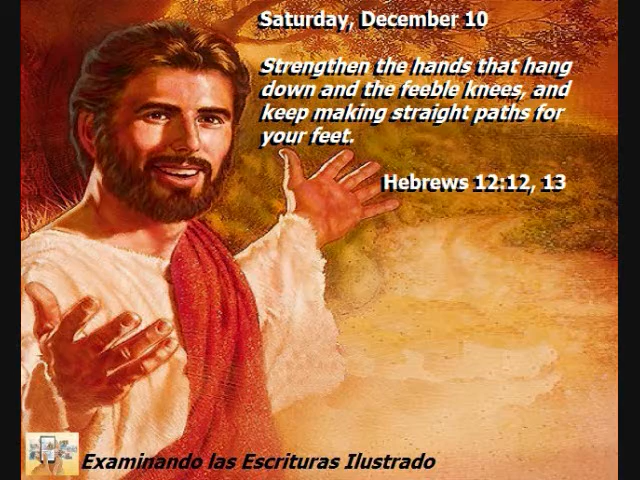 Saturday, December 10
Strengthen the hands that hang
down and the feeble knees, and
keep making straight paths for
your feet.
Hebrews 12:12, 13
Examinando las Escrituras Ilustrado